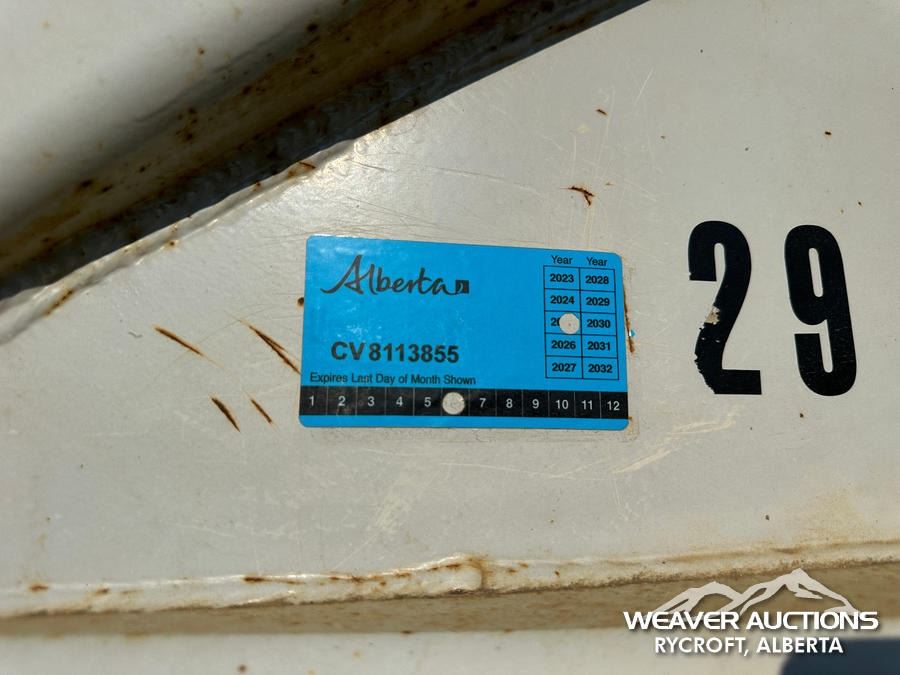 Alberta
Year Year
2023 2028
2024 2029
2030
2026 2031
2027 2032
CV8113855
Expires Last Day of Month Shown
1 2 3 4 5 7 8 9 10 11 12
29
WEAVER AUCTIONS
RYCROFT, ALBERTA